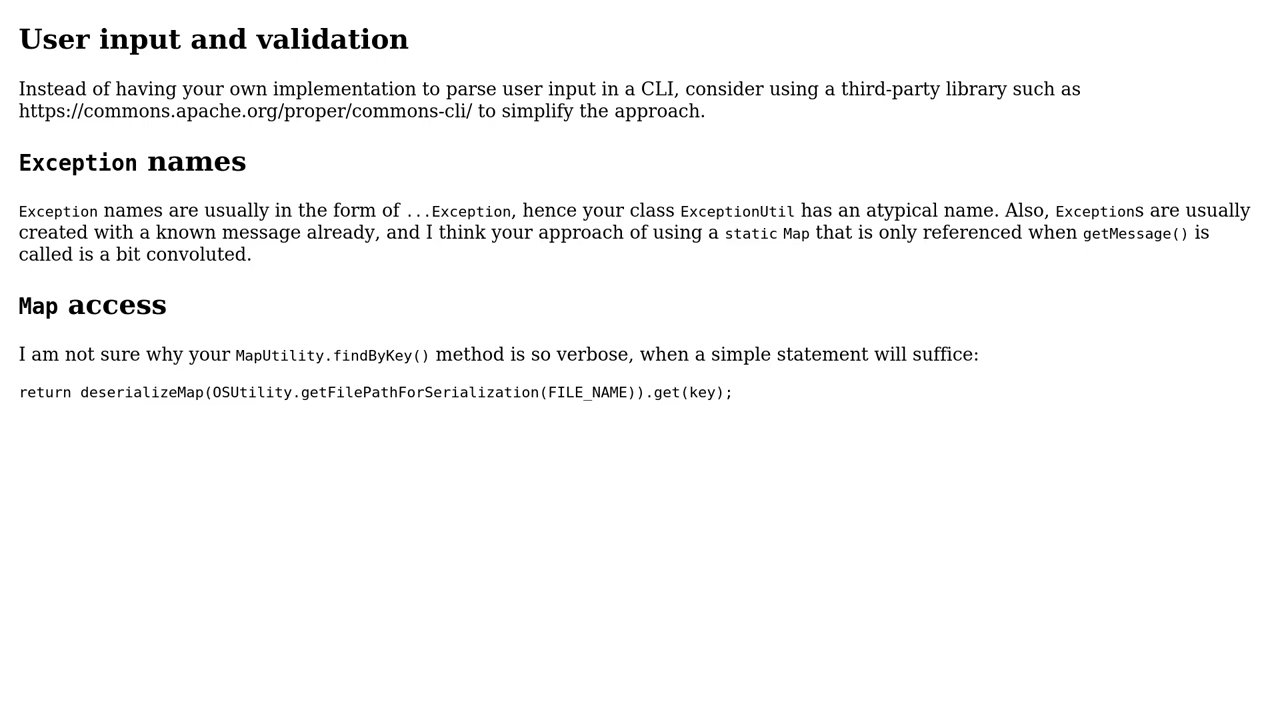 User input and validation
Instead of having your own implementation to parse user input in a CLI, consider using a third-party library such as
https://commons.apache.org/proper/commons-cli/ to simplify the approach.
Exception names
Exception names are usually in the form of ...Exception, hence your class ExceptionUtil has an atypical name. Also, Exceptions are usually
created with a known message already, and I think your approach of using a static Map that is only referenced when getMessage() is
called is a bit convoluted.
Map access
I am not sure why your MapUtility.findByKey() method is so verbose, when a simple statement will suffice:
return deserializeMap(OSUtility.getFilePathForSerialization(FILE_NAME)).get(key);